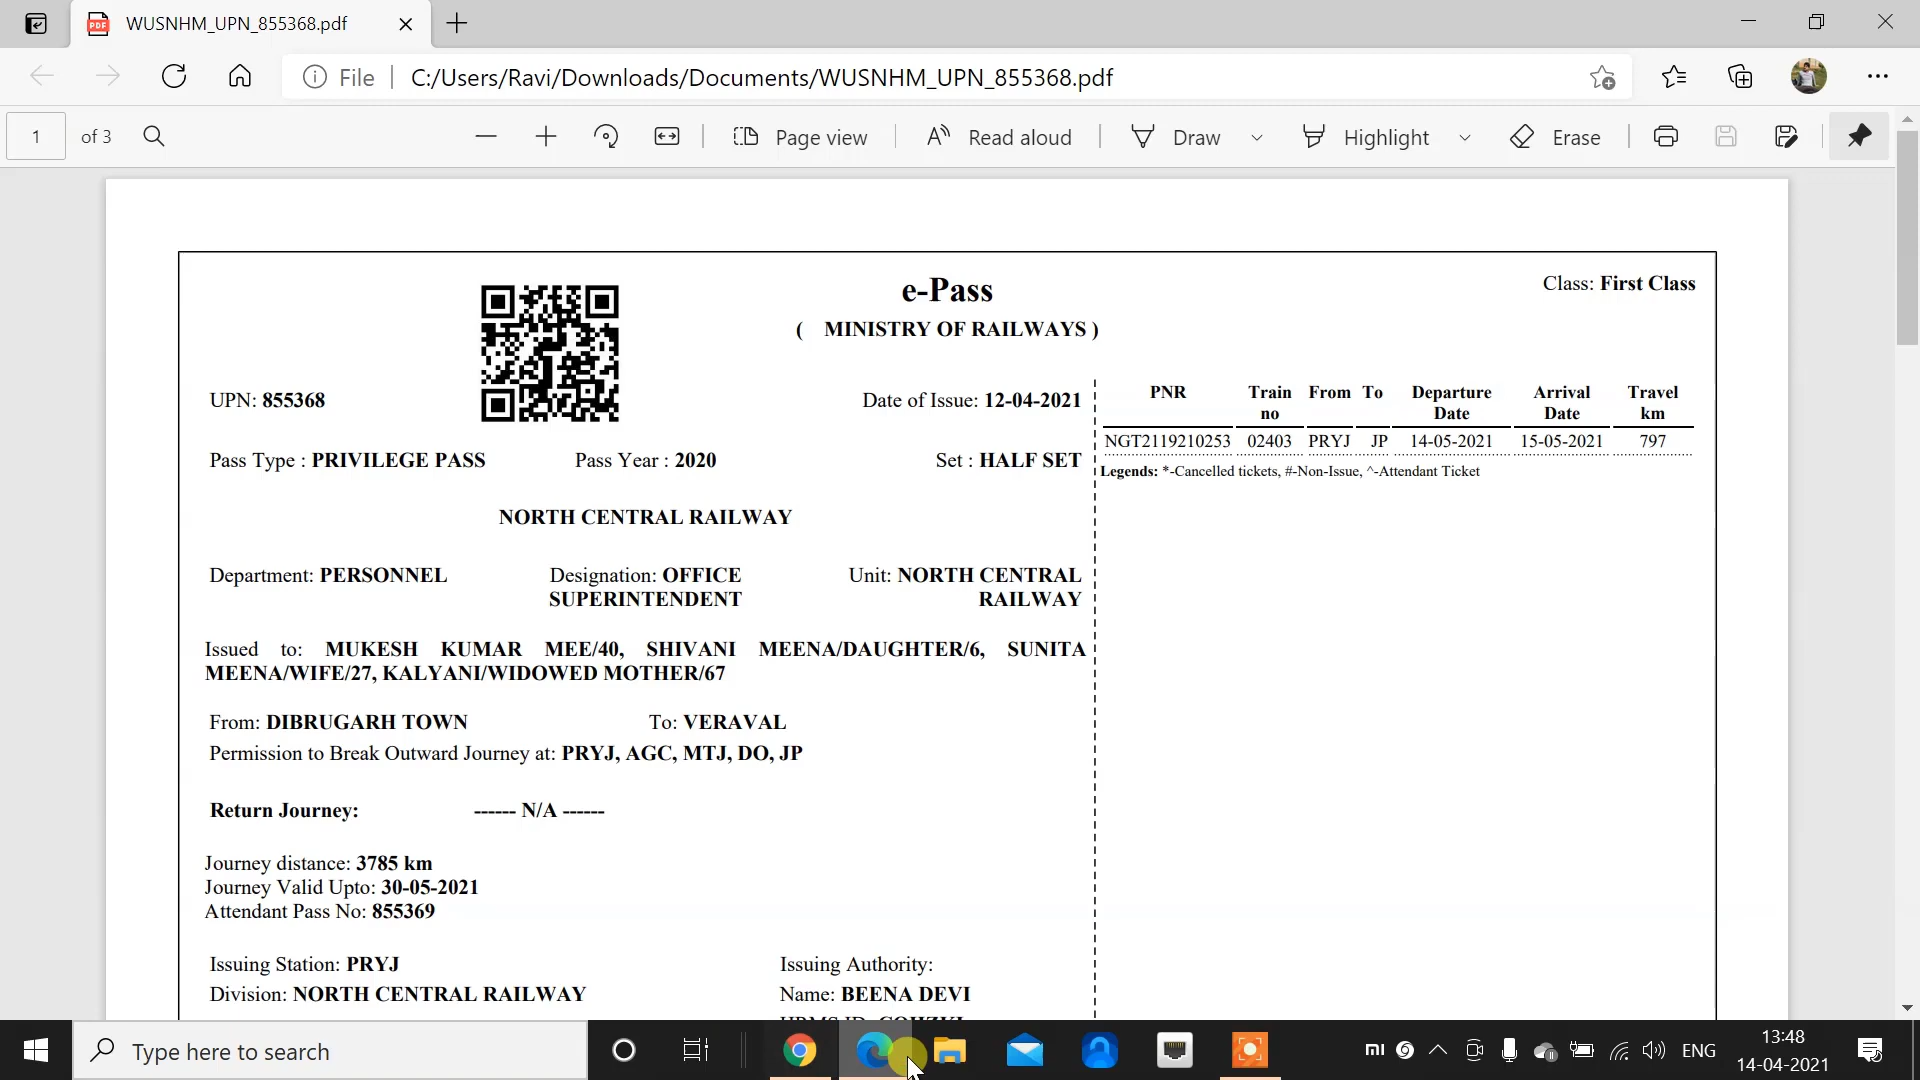 WUSNHM_UPN_855368.pdf
File
C:/Users/Ravi/Downloads/Documents/WUSNHM_UPN_855368.pdf
1 of 3
Page view
Read aloud
Draw
Highlight
Erase
e-Pass
Class: First Class
( MINISTRY OF RAILWAYS )
UPN: 855368
Date of Issue: 12-04-2021
Pass Type : PRIVILEGE PASS
Pass Year : 2020
Set : HALF SET
NORTH CENTRAL RAILWAY
Department: PERSONNEL
Designation: OFFICE
SUPERINTENDENT
Unit: NORTH CENTRAL
RAILWAY
Issued to: MUKESH KUMAR MEE/40, SHIVANI MEENA/DAUGHTER/6, SUNITA
MEENA/WIFE/27, KALYANI/WIDOWED MOTHER/67
From: DIBRUGARH TOWN
To: VERAVAL
Permission to Break Outward Journey at: PRYJ, AGC, MTJ, DO, JP
Return Journey: ------ N/A ------
Journey distance: 3785 km
Journey Valid Upto: 30-05-2021
Attendant Pass No: 855369
Issuing Station: PRYJ
Issuing Authority:
Division: NORTH CENTRAL RAILWAY
Name: BEENA DEVI
PNR Train no From To Departure Date Arrival Date Travel km
NGT2119210253 02403 PRYJ JP 14-05-2021 15-05-2021 797
Legends: *-Cancelled tickets, #-Non-Issue, ^-Attendant Ticket
Type here to search
ENG
13:48
14-04-2021